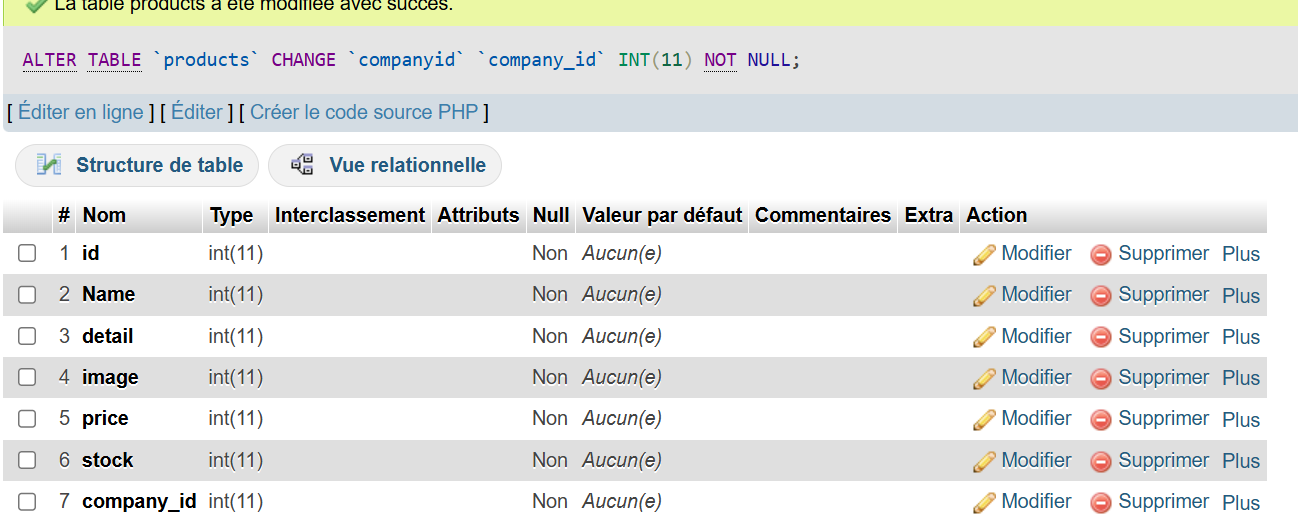 La table products a été modifiée avec succès.
ALTER TABLE `products` CHANGE `companyid` `company_id` INT(11) NOT NULL;
[ Éditer en ligne ] [ Éditer ] [ Créer le code source PHP ]
Structure de table Vue relationnelle
# Nom Type Interclassement Attributs Null Valeur par défaut Commentaires Extra Action
1 id int(11) Non Aucun(e) Modifier Supprimer Plus
2 Name int(11) Non Aucun(e) Modifier Supprimer Plus
3 detail int(11) Non Aucun(e) Modifier Supprimer Plus
4 image int(11) Non Aucun(e) Modifier Supprimer Plus
5 price int(11) Non Aucun(e) Modifier Supprimer Plus
6 stock int(11) Non Aucun(e) Modifier Supprimer Plus
7 company_id int(11) Non Aucun(e) Modifier Supprimer Plus